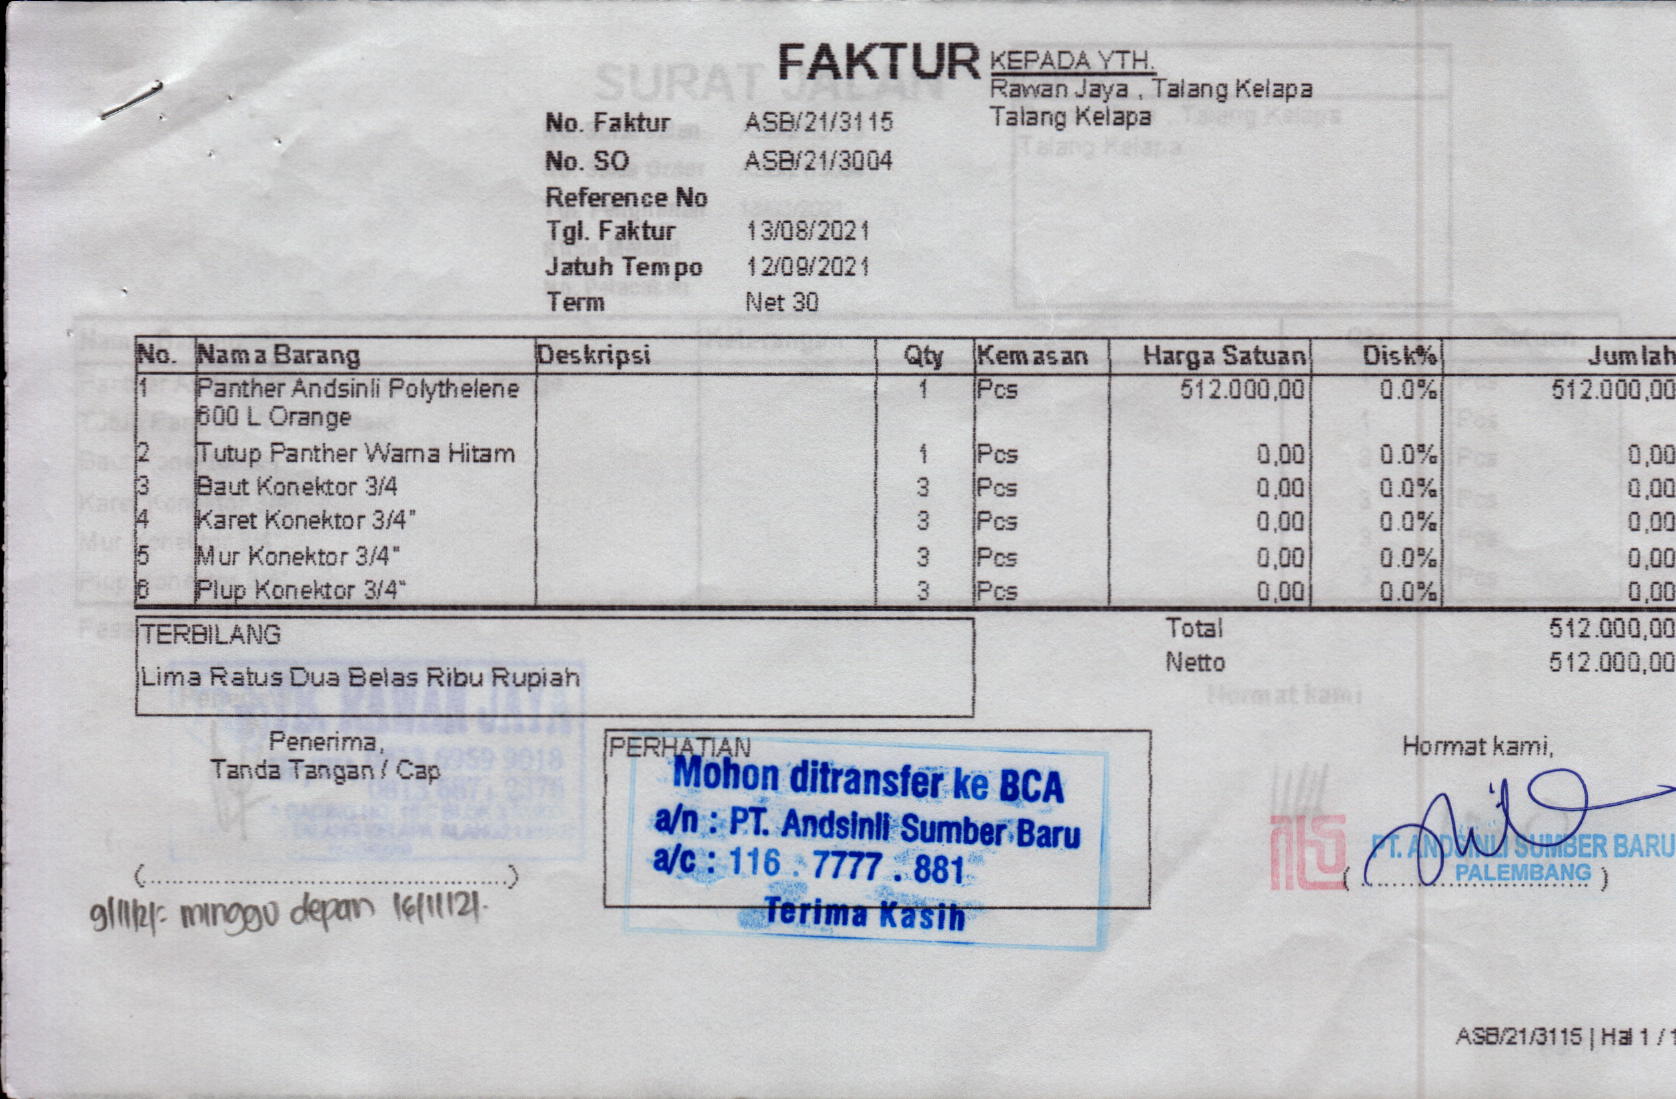 FAKTUR
KEPADA YTH.
Rawan Jaya , Talang Kelapa
Talang Kelapa
No. Faktur ASB/21/3115
No. SO ASB/21/3004
Reference No
Tgl. Faktur 13/08/2021
Jatuh Tempo 12/09/2021
Term Net 30
No. Nama Barang Deskripsi Qty Kemasan Harga Satuan Disk% Jumlah
1 Panther Andsinli Polythelene 1 Pcs 512.000,00 0.0% 512.000,00
600 L Orange
2 Tutup Panther Warna Hitam 1 Pcs 0,00 0.0% 0,00
3 Baut Konektor 3/4 3 Pcs 0,00 0.0% 0,00
4 Karet Konektor 3/4" 3 Pcs 0,00 0.0% 0,00
5 Mur Konektor 3/4" 3 Pcs 0,00 0.0% 0,00
6 Plup Konektor 3/4" 3 Pcs 0,00 0.0% 0,00
TERBILANG
Lima Ratus Dua Belas Ribu Rupiah
Total 512.000,00
Netto 512.000,00
Penerima,
Tanda Tangan / Cap
(......................................................)
9/11/21: minggu depan 16/11/21.
PERHATIAN
Mohon ditransfer ke BCA
a/n : PT. Andsinli Sumber Baru
a/c : 116 . 7777 . 881
Terima Kasih
Hormat kami,
PT. ANDSINLI SUMBER BARU
PALEMBANG
(..................................)
ASB/21/3115 | Hal 1 / 1